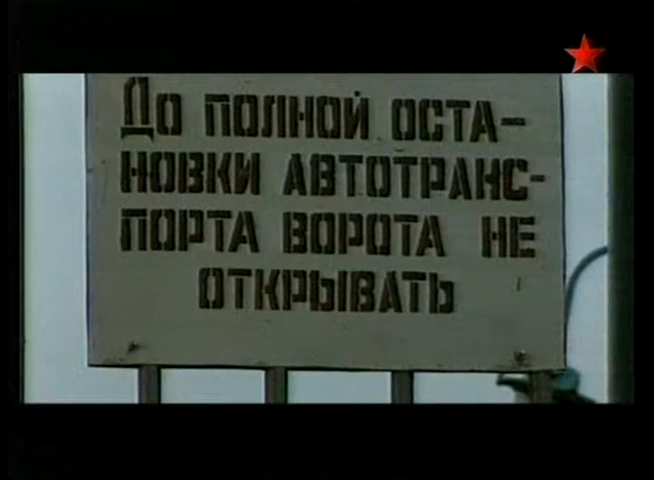 До ПОЛНОЙ ОСТА-
НОВКИ АВТОТРАНС-
ПОРТА ВОРОТА НЕ
ОТКРЫВАТЬ